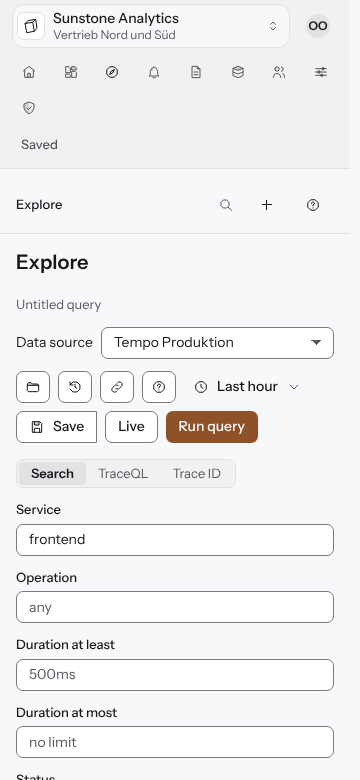 Sunstone Analytics
Vertrieb Nord und Süd
OO
Saved
Explore
Explore
Untitled query
Data source
Tempo Produktion
Last hour
Save
Live
Run query
Search
TraceQL
Trace ID
Service
frontend
Operation
any
Duration at least
500ms
Duration at most
no limit
Status